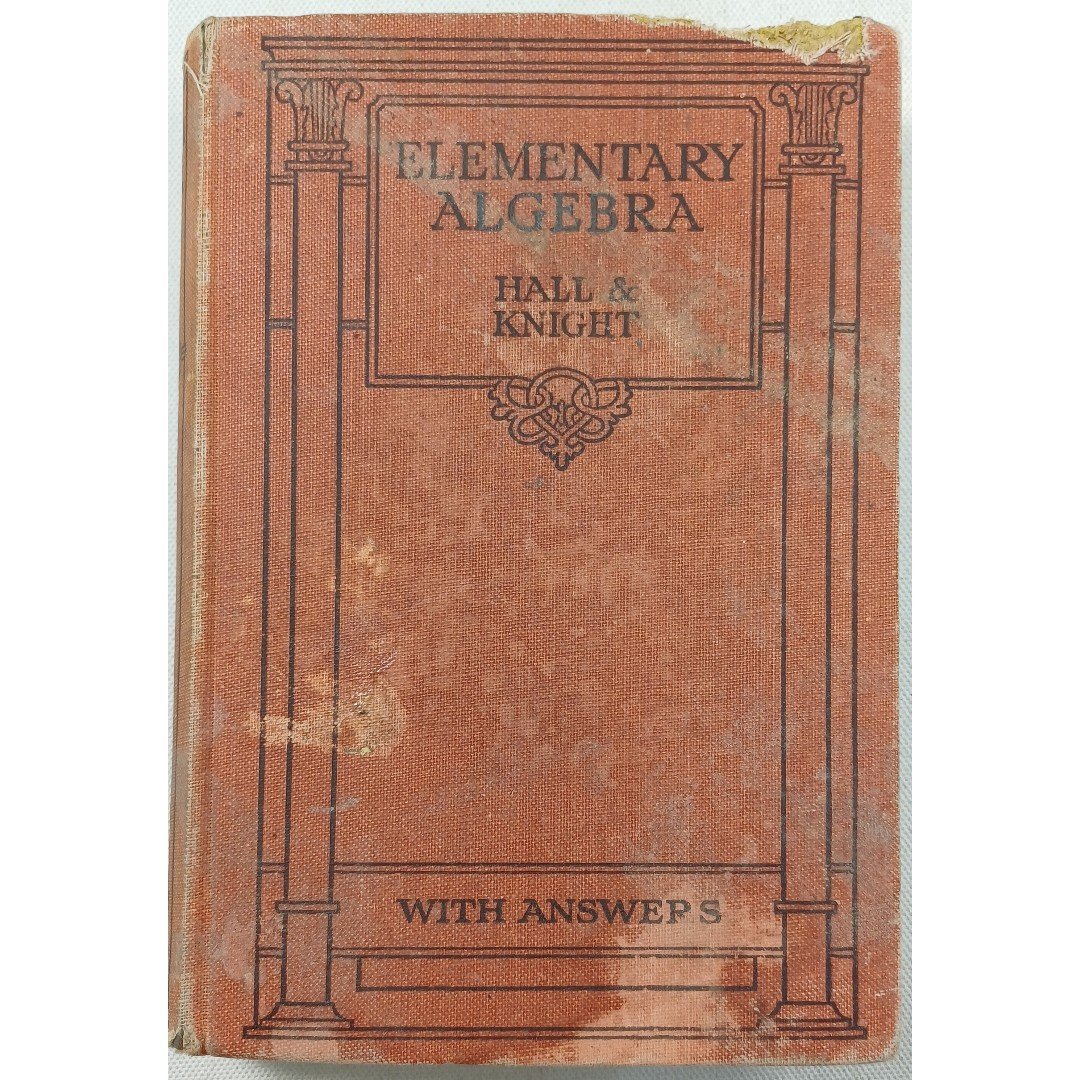 ELEMENTARY
ALGEBRA
HALL &
KNIGHT
WITH ANSWERS